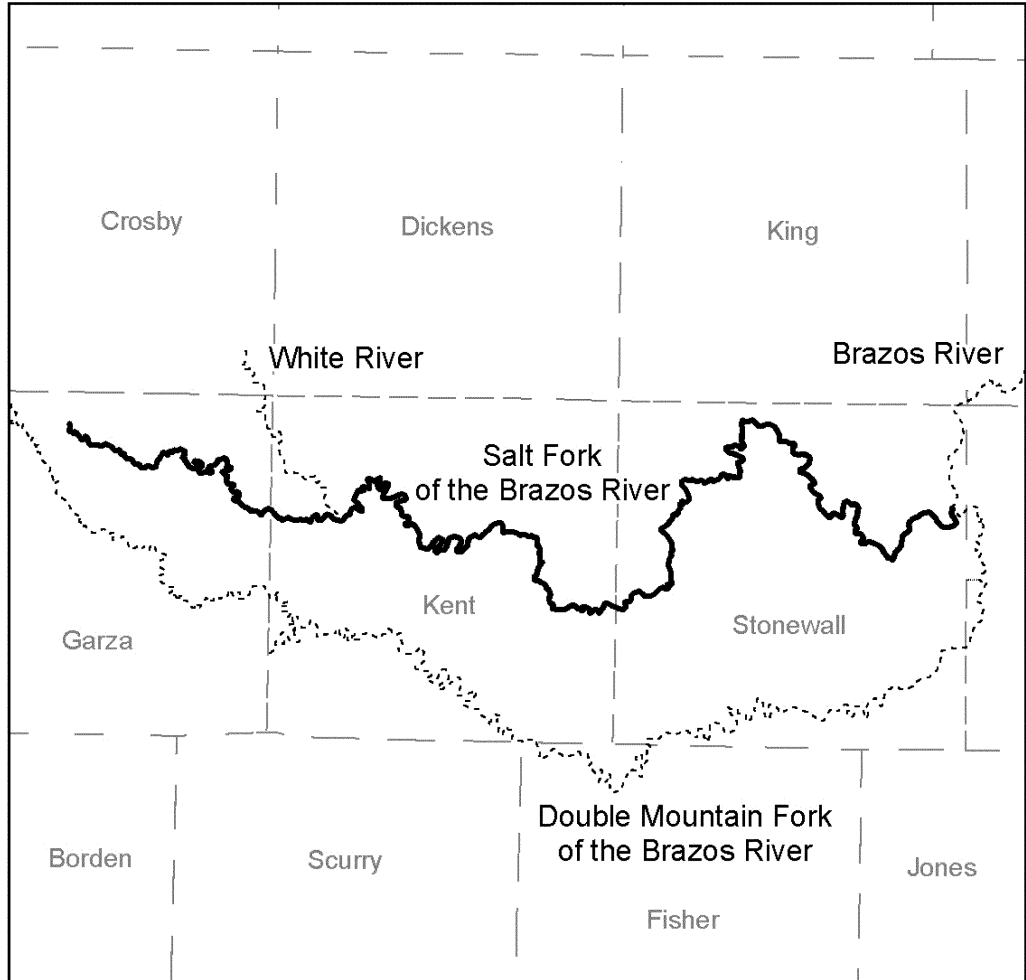 Crosby
Dickens
King
White River
Brazos River
Salt Fork
of the Brazos River
Kent
Stonewall
Garza
Double Mountain Fork
of the Brazos River
Borden
Scurry
Jones
Fisher